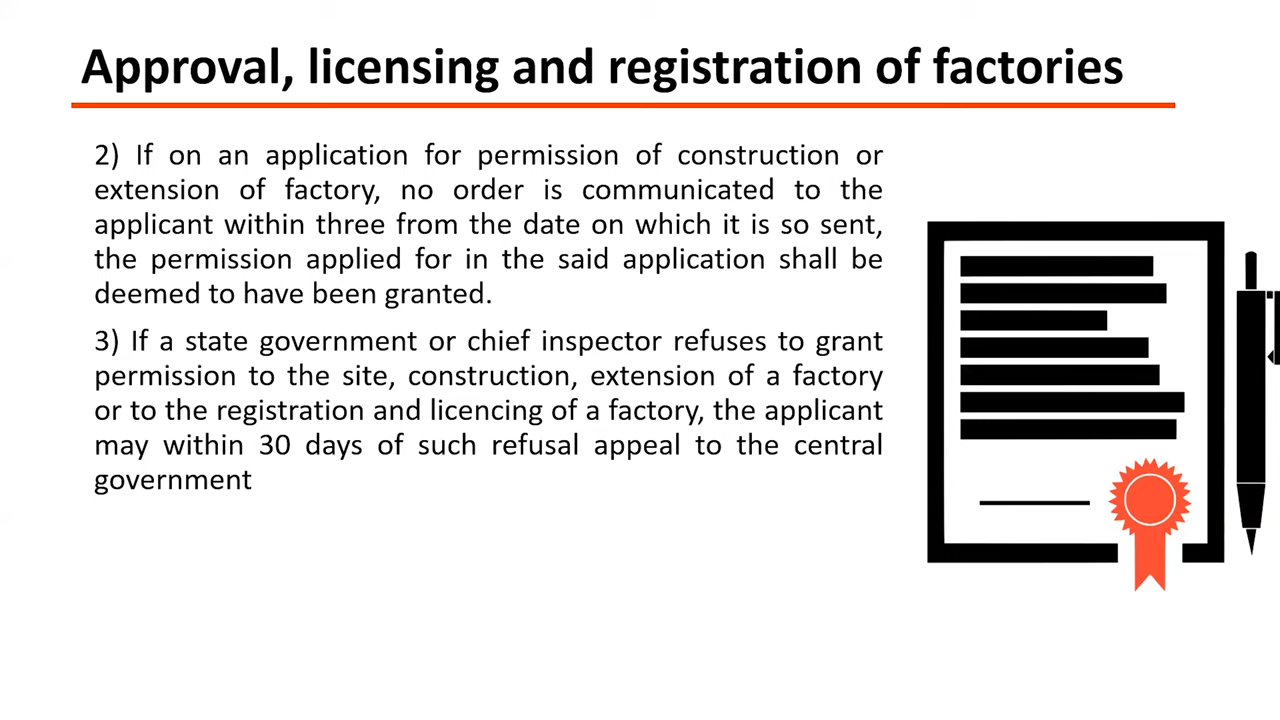 Approval, licensing and registration of factories
2) If on an application for permission of construction or
extension of factory, no order is communicated to the
applicant within three from the date on which it is so sent,
the permission applied for in the said application shall be
deemed to have been granted.
3) If a state government or chief inspector refuses to grant
permission to the site, construction, extension of a factory
or to the registration and licencing of a factory, the applicant
may within 30 days of such refusal appeal to the central
government